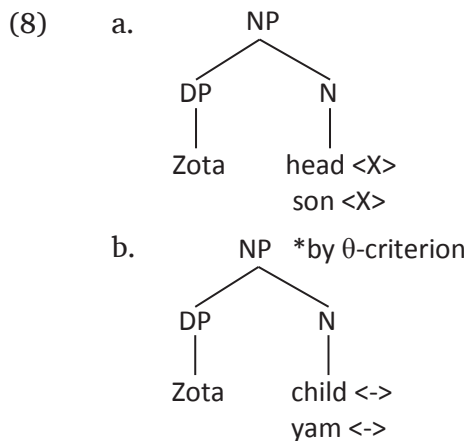 (8) a. NP
DP N
Zota head <X>
son <X>
b. NP *by θ-criterion
DP N
Zota child <->
yam <->